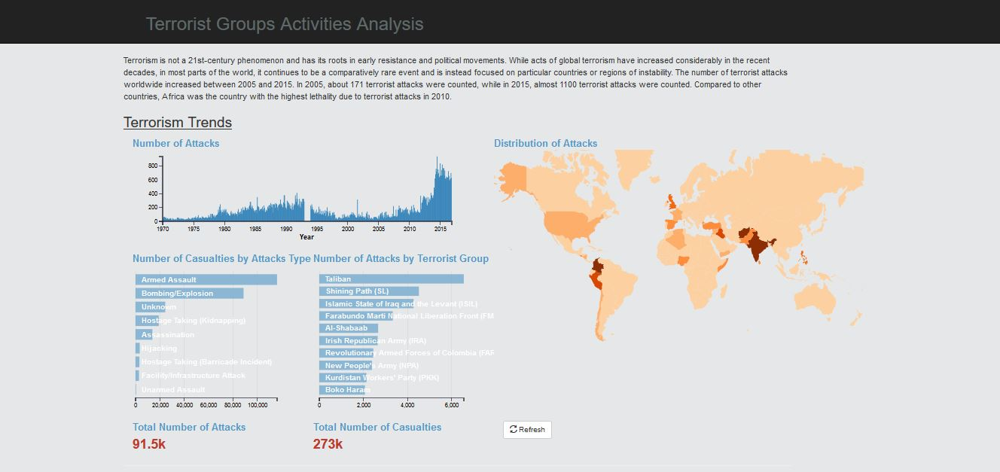 Terrorist Groups Activities Analysis
Terrorism is not a 21st-century phenomenon and has its roots in early resistance and political movements. While acts of global terrorism have increased considerably in the recent
decades, in most parts of the world, it continues to be a comparatively rare event and is instead focused on particular countries or regions of instability. The number of terrorist attacks
worldwide increased between 2005 and 2015. In 2005, about 171 terrorist attacks were counted, while in 2015, almost 1100 terrorist attacks were counted. Compared to other
countries, Africa was the country with the highest lethality due to terrorist attacks in 2010.
Terrorism Trends
Number of Attacks
800
600
400
200
0
1970 1975 1980 1985 1990 1995 2000 2005 2010 2015
Year
Distribution of Attacks
Number of Casualties by Attacks Type
Armed Assault
Bombing/Explosion
Unknown
Hostage Taking (Kidnapping)
Assassination
Hijacking
Hostage Taking (Barricade Incident)
Facility/Infrastructure Attack
Unarmed Assault
0 20,000 40,000 60,000 80,000 100,000
Number of Attacks by Terrorist Group
Taliban
Shining Path (SL)
Islamic State of Iraq and the Levant (ISIL)
Farabundo Marti National Liberation Front (FM
Al-Shabaab
Irish Republican Army (IRA)
Revolutionary Armed Forces of Colombia (FAR
New People's Army (NPA)
Kurdistan Workers' Party (PKK)
Boko Haram
0 2,000 4,000 6,000
Total Number of Attacks
91.5k
Total Number of Casualties
273k
Refresh